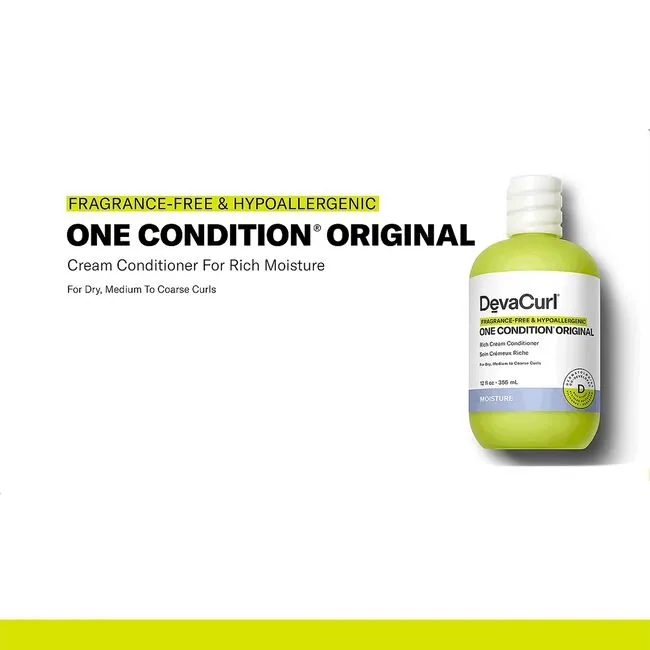 FRAGRANCE-FREE & HYPOALLERGENIC
ONE CONDITION® ORIGINAL
Cream Conditioner For Rich Moisture
For Dry, Medium To Coarse Curls
DevaCurl®
FRAGRANCE-FREE & HYPOALLERGENIC
ONE CONDITION® ORIGINAL
Rich Cream Conditioner
Soin Crémeux Riche
For Dry, Medium to Coarse Curls
12 fl oz • 355 mL
D
MOISTURE